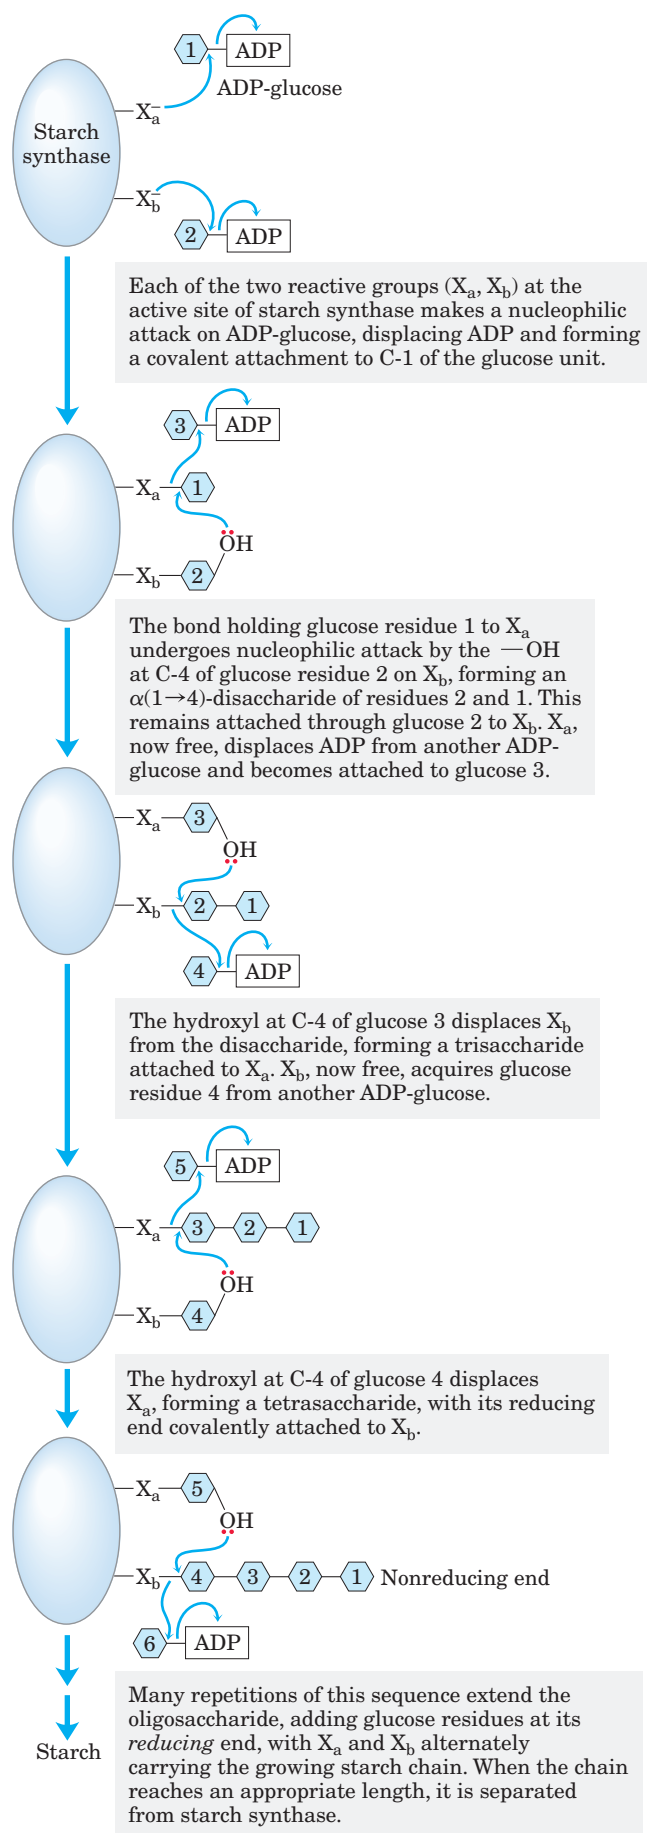 1 ADP
ADP-glucose
Xa−
Starch
synthase
Xb−
2 ADP
Each of the two reactive groups (Xa, Xb) at the
active site of starch synthase makes a nucleophilic
attack on ADP-glucose, displacing ADP and forming
a covalent attachment to C-1 of the glucose unit.
3 ADP
Xa 1
OH
Xb 2
The bond holding glucose residue 1 to Xa
undergoes nucleophilic attack by the —OH
at C-4 of glucose residue 2 on Xb, forming an
α(1→4)-disaccharide of residues 2 and 1. This
remains attached through glucose 2 to Xb. Xa,
now free, displaces ADP from another ADP-
glucose and becomes attached to glucose 3.
Xa 3
OH
Xb 2 1
4 ADP
The hydroxyl at C-4 of glucose 3 displaces Xb
from the disaccharide, forming a trisaccharide
attached to Xa. Xb, now free, acquires glucose
residue 4 from another ADP-glucose.
5 ADP
Xa 3 2 1
OH
Xb 4
The hydroxyl at C-4 of glucose 4 displaces
Xa, forming a tetrasaccharide, with its reducing
end covalently attached to Xb.
Xa 5
OH
Xb 4 3 2 1 Nonreducing end
6 ADP
Many repetitions of this sequence extend the
oligosaccharide, adding glucose residues at its
reducing end, with Xa and Xb alternately
carrying the growing starch chain. When the chain
reaches an appropriate length, it is separated
from starch synthase.
Starch